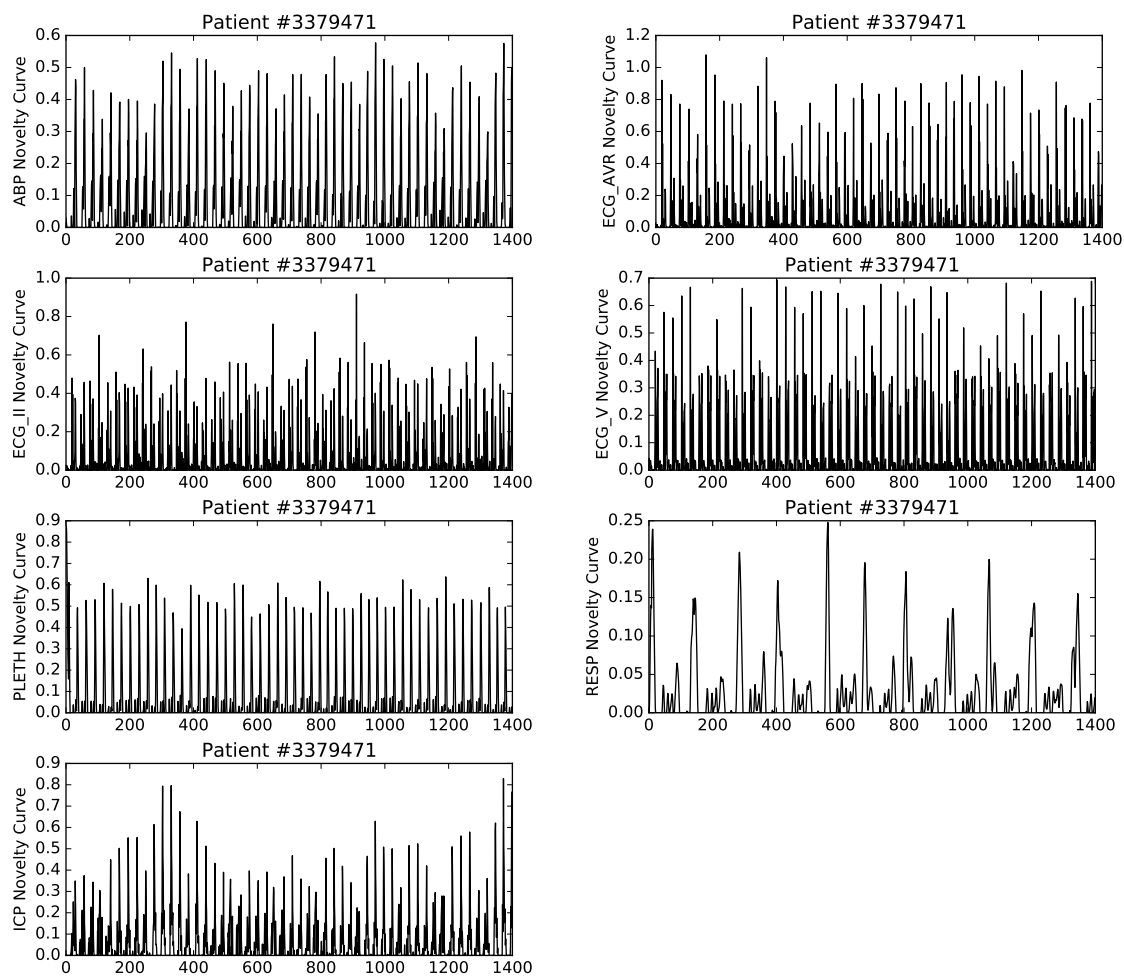 Patient #3379471
ABP Novelty Curve
0.6
0.5
0.4
0.3
0.2
0.1
0.0
0 200 400 600 800 1000 1200 1400
Patient #3379471
ECG_AVR Novelty Curve
1.2
1.0
0.8
0.6
0.4
0.2
0.0
0 200 400 600 800 1000 1200 1400
Patient #3379471
ECG_II Novelty Curve
1.0
0.8
0.6
0.4
0.2
0.0
0 200 400 600 800 1000 1200 1400
Patient #3379471
ECG_V Novelty Curve
0.7
0.6
0.5
0.4
0.3
0.2
0.1
0.0
0 200 400 600 800 1000 1200 1400
Patient #3379471
PLETH Novelty Curve
0.9
0.8
0.7
0.6
0.5
0.4
0.3
0.2
0.1
0.0
0 200 400 600 800 1000 1200 1400
Patient #3379471
RESP Novelty Curve
0.25
0.20
0.15
0.10
0.05
0.00
0 200 400 600 800 1000 1200 1400
Patient #3379471
ICP Novelty Curve
0.9
0.8
0.7
0.6
0.5
0.4
0.3
0.2
0.1
0.0
0 200 400 600 800 1000 1200 1400